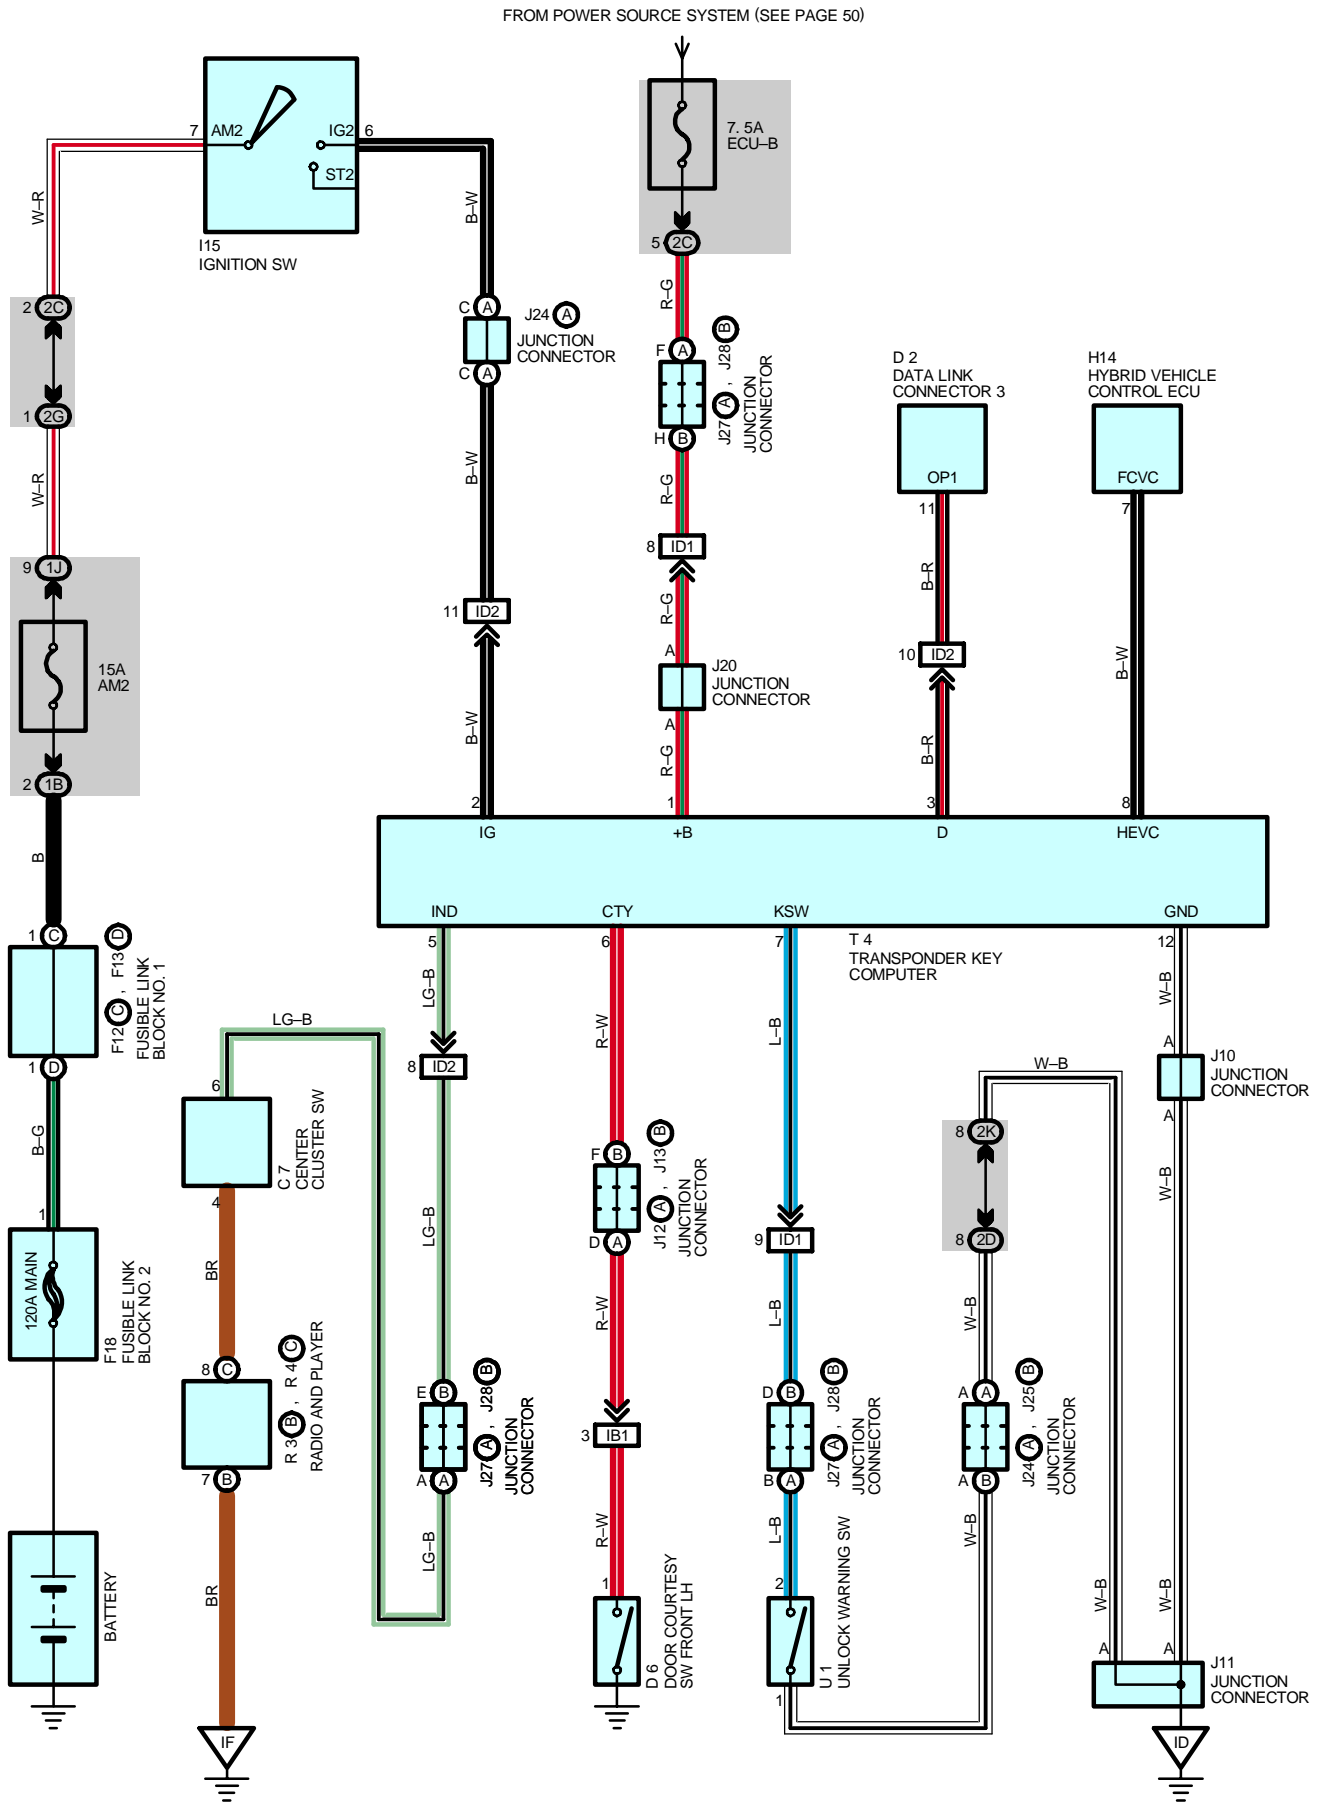 FROM POWER SOURCE SYSTEM (SEE PAGE 50)
7
AM2
IG2
6
ST2
I15
IGNITION SW
W–R
B–W
7. 5A
ECU–B
5
2C
2
2C
1
2G
W–R
C
A
J24 A
JUNCTION
CONNECTOR
C
A
B–W
R–G
F
A
J27 A , J28 B
JUNCTION
CONNECTOR
H
B
R–G
D 2
DATA LINK
CONNECTOR 3
OP1
11
H14
HYBRID VEHICLE
CONTROL ECU
FCVC
7
9
1J
15A
AM2
2
1B
11
ID2
B–W
8
ID1
R–G
A
J20
JUNCTION
CONNECTOR
A
R–G
B–R
10
ID2
B–R
B–W
2
1
3
8
IG
+B
D
HEVC
IND
CTY
KSW
GND
5
6
7
12
T 4
TRANSPONDER KEY
COMPUTER
B
1
C
F12 C , F13 D
FUSIBLE LINK
BLOCK NO. 1
1
D
B–G
1
120A MAIN
F18
FUSIBLE LINK
BLOCK NO. 2
BATTERY
LG–B
LG–B
8
ID2
6
C 7
CENTER
CLUSTER SW
4
BR
8
C
R 3 B , R 4 C
RADIO AND PLAYER
7
B
BR
IF
LG–B
E
B
J27 A , J28 B
JUNCTION
CONNECTOR
A
A
LG–B
R–W
F
B
J12 A , J13 B
JUNCTION
CONNECTOR
D
A
R–W
3
IB1
R–W
1
D 6
DOOR COURTESY
SW FRONT LH
L–B
9
ID1
L–B
D
B
J27 A , J28 B
JUNCTION
CONNECTOR
B
A
L–B
2
U 1
UNLOCK WARNING SW
1
W–B
8
2K
8
2D
W–B
A
A
J24 A , J25 B
JUNCTION
CONNECTOR
A
B
W–B
W–B
A
J10
JUNCTION
CONNECTOR
A
W–B
W–B
W–B
A
A
J11
JUNCTION
CONNECTOR
ID